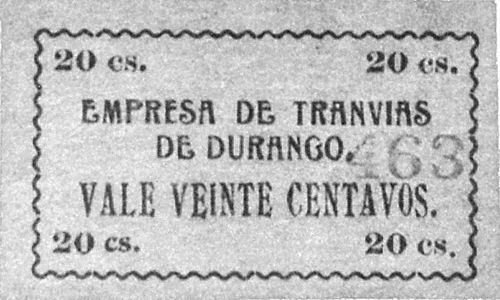 20 cs. 20 cs.
EMPRESA DE TRANVIAS
DE DURANGO.
463
VALE VEINTE CENTAVOS.
20 cs. 20 cs.